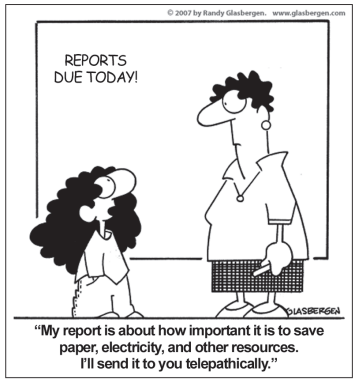 © 2007 by Randy Glasbergen. www.glasbergen.com
REPORTS
DUE TODAY!
GLASBERGEN
“My report is about how important it is to save
paper, electricity, and other resources.
I’ll send it to you telepathically.”